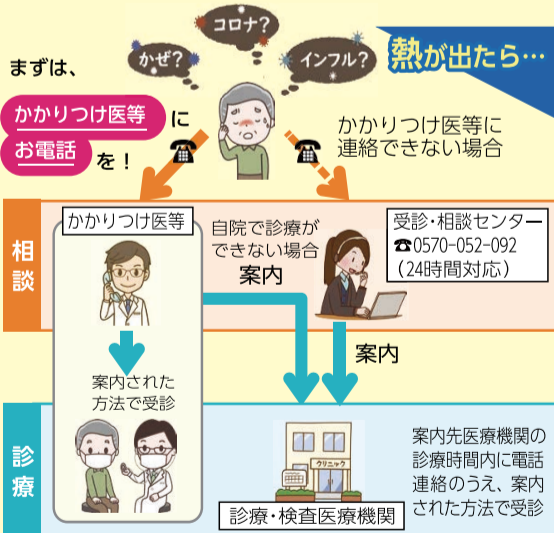 熱が出たら…
かぜ?
コロナ?
インフル?
まずは、
かかりつけ医等に
お電話を!
かかりつけ医等に
連絡できない場合
相談
かかりつけ医等
自院で診療が
できない場合
案内
受診・相談センター
☎0570-052-092
(24時間対応)
案内
案内された
方法で受診
診療
クリニック
診療・検査医療機関
案内先医療機関の
診療時間内に電話
連絡のうえ、案内
された方法で受診